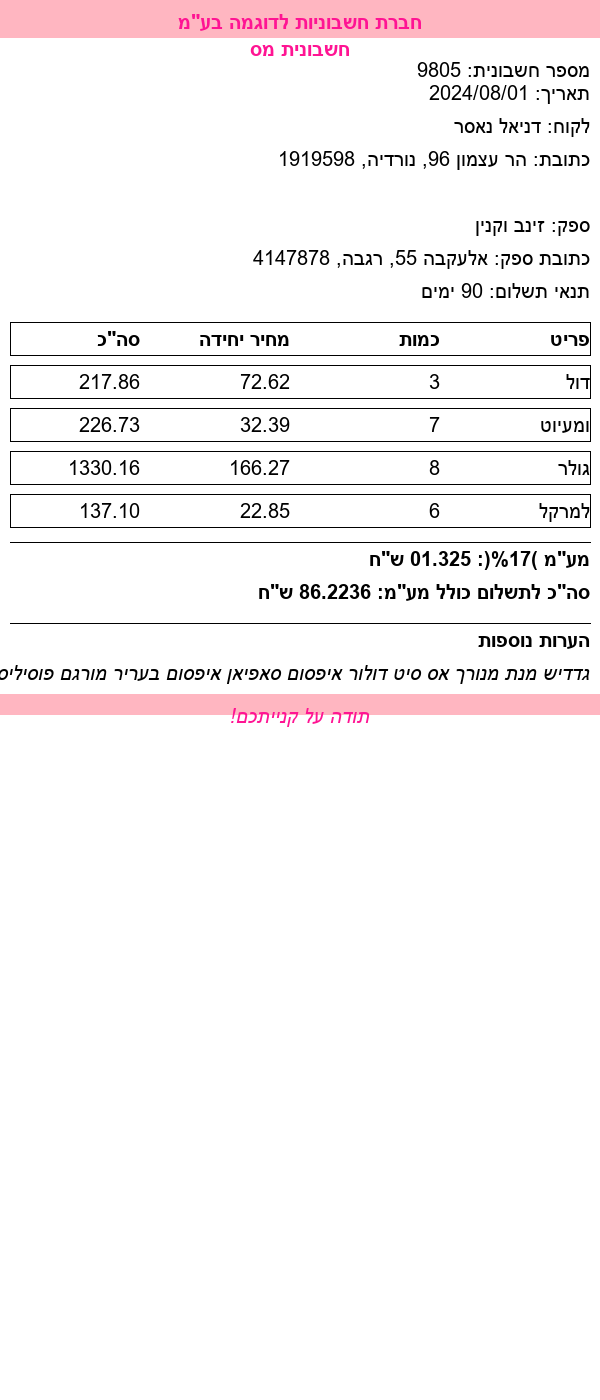 חברת חשבוניות לדוגמה בע"מ
חשבונית מס
מספר חשבונית: 9805
תאריך: 2024/08/01
לקוח: דניאל נאסר
כתובת: הר עצמון 96, נורדיה, 1919598
ספק: זינב וקנין
כתובת ספק: אלעקבה 55, רגבה, 4147878
תנאי תשלום: 90 ימים
פריט כמות מחיר יחידה סה"כ
דול 3 72.62 217.86
ומעיוט 7 32.39 226.73
גולר 8 166.27 1330.16
למרקל 6 22.85 137.10
מע"מ )17%(: 01.325 ש"ח
סה"כ לתשלום כולל מע"מ: 86.2236 ש"ח
הערות נוספות
גדדיש מנת מנורך אס סיט דולור איפסום סאפיאן איפסום בעריר מורגם פוסיליס
תודה על קנייתכם!